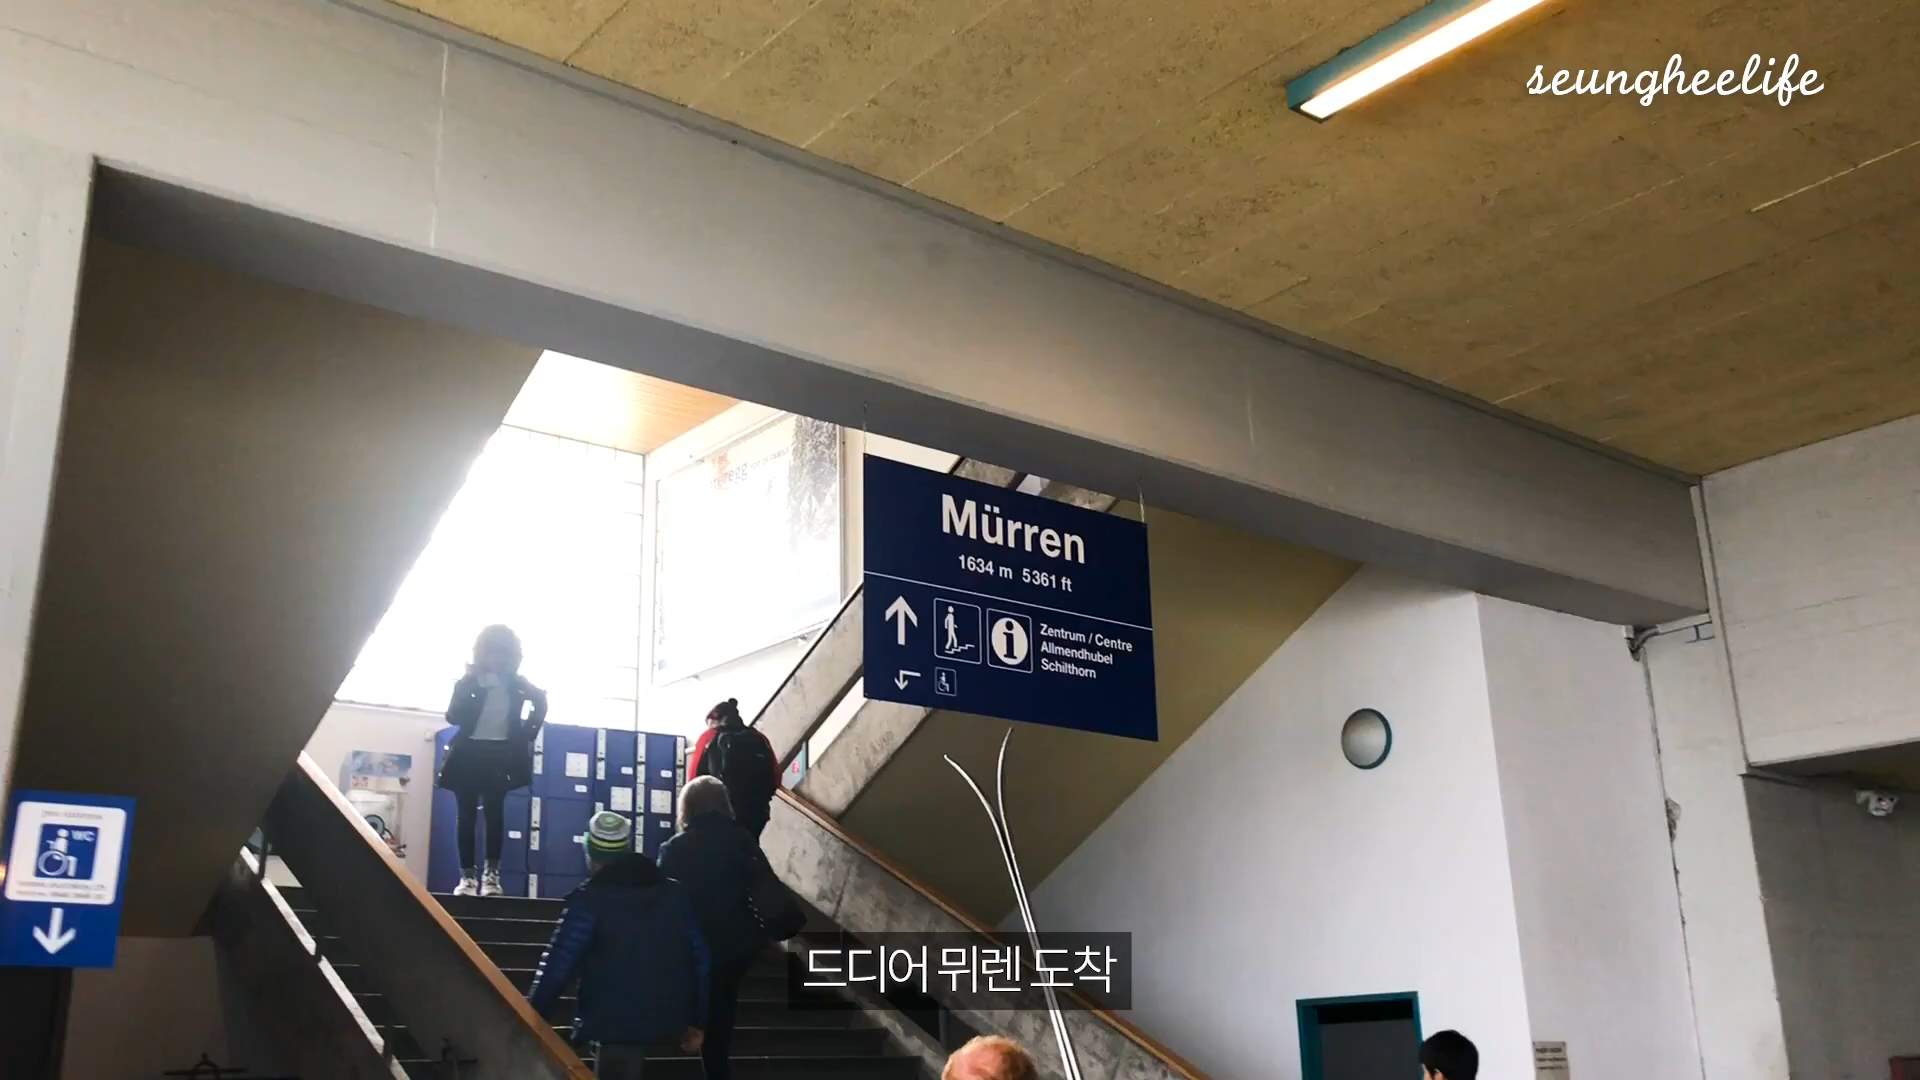 seungheelife
Mürren
1634 m 5361 ft
Zentrum / Centre
Allmendhubel
Schilthorn
WC
드디어 뮈렌 도착